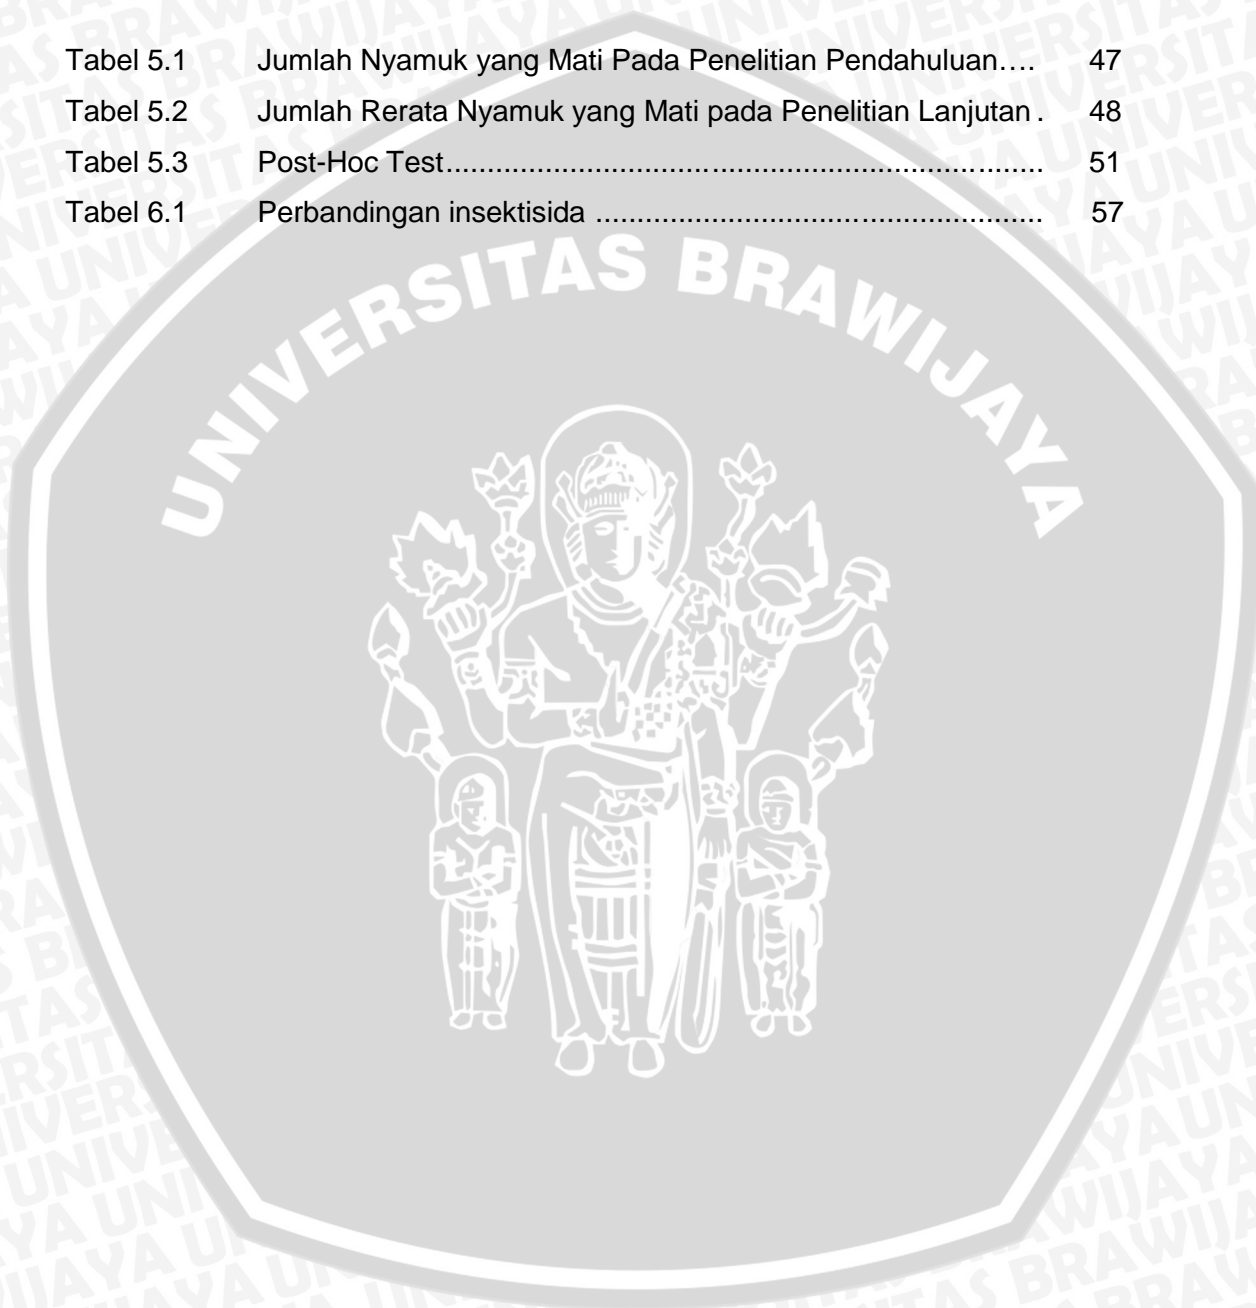 Tabel 5.1 Jumlah Nyamuk yang Mati Pada Penelitian Pendahuluan.... 47
Tabel 5.2 Jumlah Rerata Nyamuk yang Mati pada Penelitian Lanjutan . 48
Tabel 5.3 Post-Hoc Test......................................................................... 51
Tabel 6.1 Perbandingan insektisida ...................................................... 57
UNIVERSITAS BRAWIJAYA